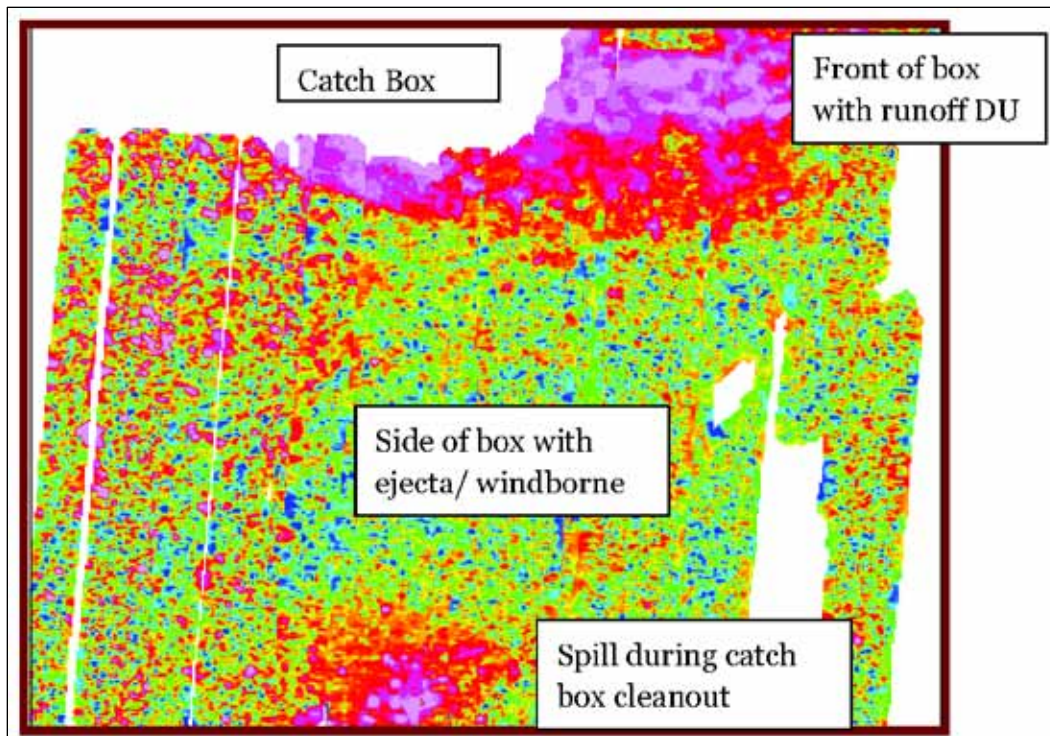 Catch Box
Front of box
with runoff DU
Side of box with
ejecta/ windborne
Spill during catch
box cleanout